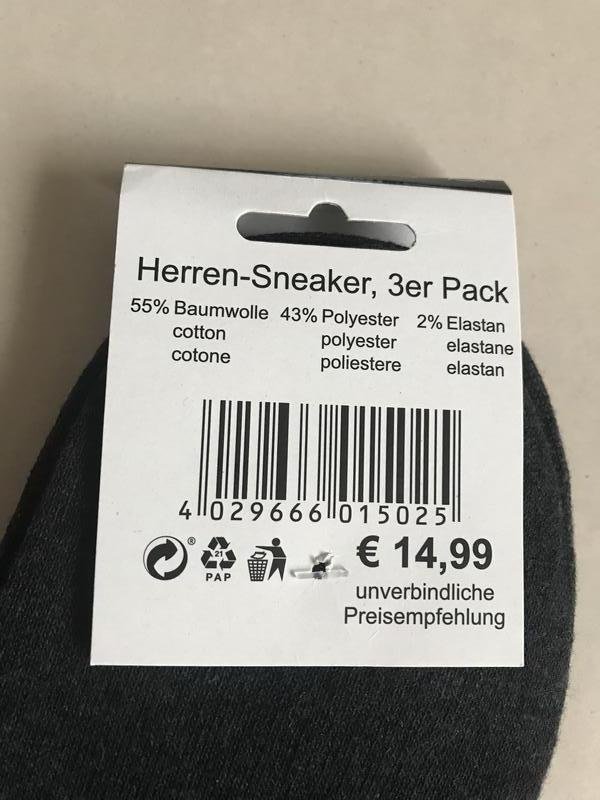 Herren-Sneaker, 3er Pack
55% Baumwolle 43% Polyester 2% Elastan
cotton polyester elastane
cotone poliestere elastan
4 029666 015025
® 21 € 14,99
PAP
unverbindliche
Preisempfehlung